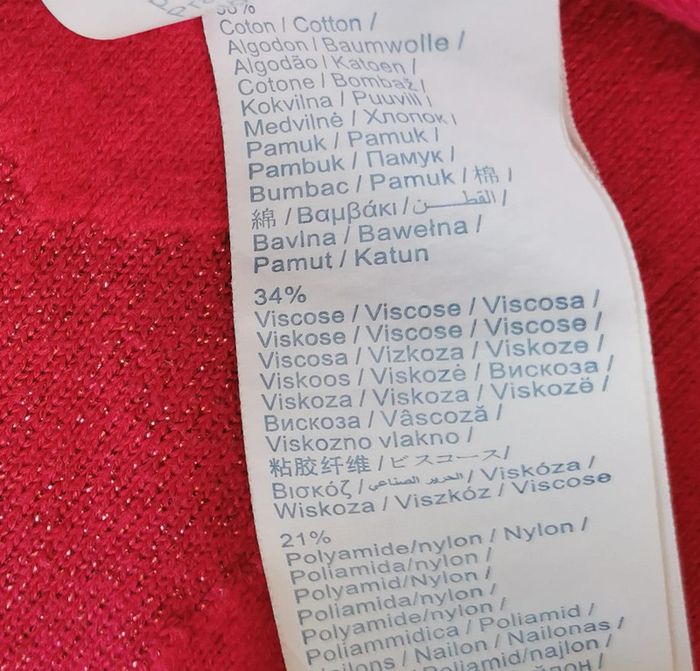 Coton / Cotton /
Algodon / Baumwolle /
Algodão / Katoen /
Cotone / Bombaž /
Kokvilna / Puuvill /
Medvilnė / Хлопок /
Pamuk / Pamuk /
Pambuk / Памук /
Bumbac / Pamuk / 棉 /
綿 / Βαμβάκι / القطن /
Bavlna / Bawełna /
Pamut / Katun
34%
Viscose / Viscose / Viscosa /
Viskose / Viscose / Viscose /
Viscosa / Vizkoza / Viskoze /
Viskoos / Viskozė / Вискоза /
Viskoza / Viskoza / Viskozë /
Вискоза / Vâscoză /
Viskozno vlakno /
粘胶纤维 / ビスコース /
Βισκόζ / الحرير الصناعي / Viskóza /
Wiskoza / Viszkóz / Viscose
21%
Polyamide/nylon / Nylon /
Poliamida/nylon /
Polyamid/Nylon /
Poliamida/nylon /
Polyamide/nylon /
Poliammidica / Poliamid /
Nailons / Nailon / Nailonas /
Poliamid/najlon /